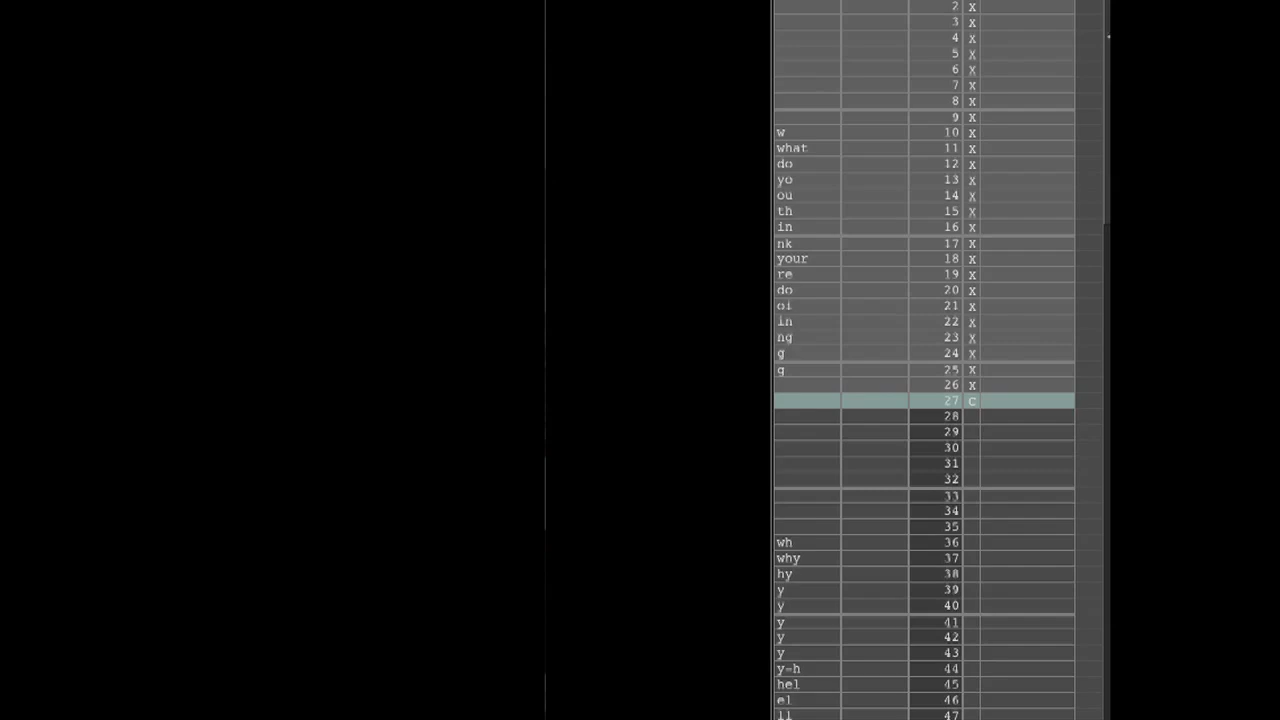 2 x
3 x
4 x
5 x
6 x
7 x
8 x
9 x
w 10 x
what 11 x
do 12 x
yo 13 x
ou 14 x
th 15 x
in 16 x
nk 17 x
your 18 x
re 19 x
do 20 x
oi 21 x
in 22 x
ng 23 x
g 24 x
g 25 x
26 x
27 C
28
29
30
31
32
33
34
35
wh 36
why 37
hy 38
y 39
y 40
y 41
y 42
y 43
y=h 44
hel 45
el 46
ll 47